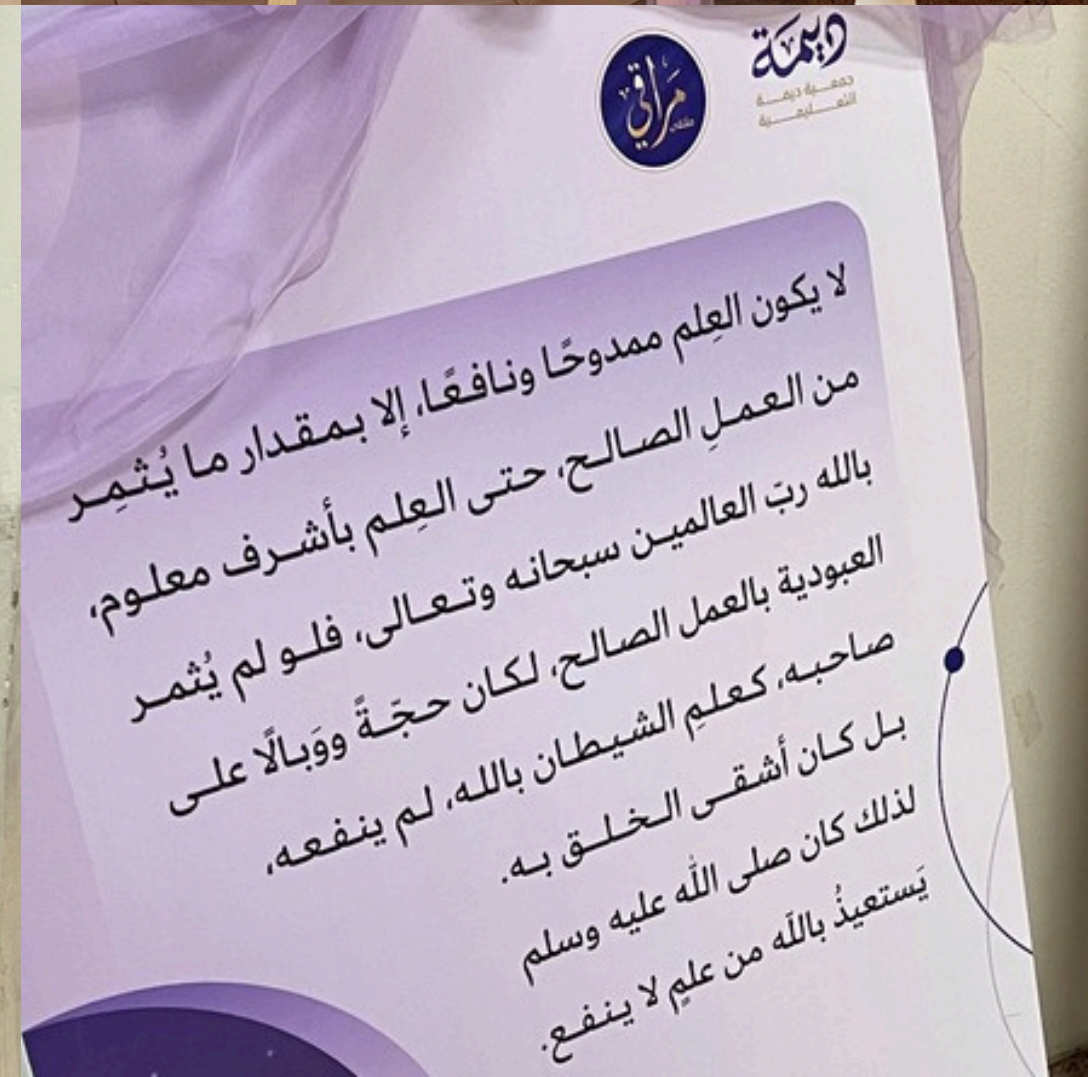 ديمة
جمعية ديمة
التعليمية
مراقي
ملتقى
لا يكون العِلم ممدوحًا ونافعًا، إلا بمقدار ما يُثمِر
من العملِ الصالح، حتى العِلم بأشرف معلوم،
بالله ربّ العالمين سبحانه وتعالى، فلو لم يُثمر
العبودية بالعمل الصالح، لكان حجّةً ووَبالًا على
صاحبه، كعلمِ الشيطان بالله، لم ينفعه،
بل كان أشقى الخلق به.
لذلك كان صلى الله عليه وسلم
يَستعيذُ بالله من علمٍ لا ينفع.